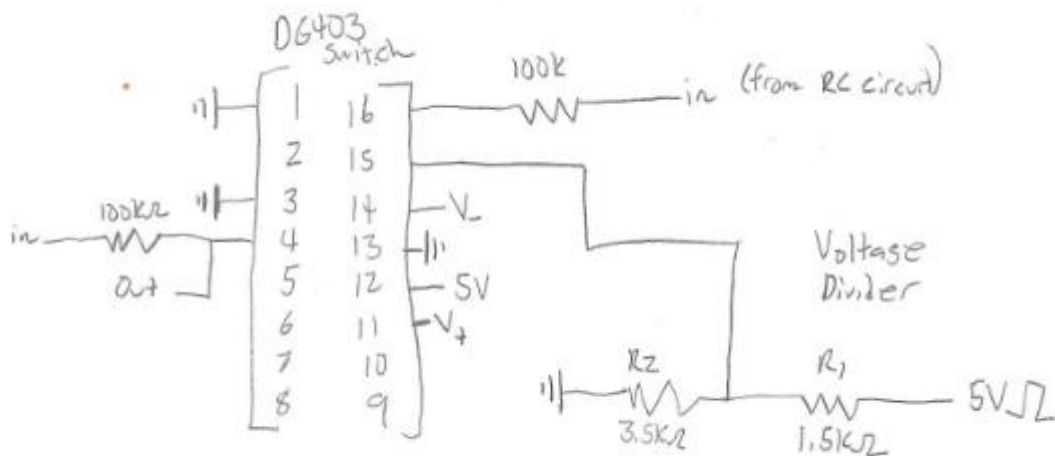 DG403
Switch
1 16
2 15
3 14 V-
4 13
5 12 5V
6 11 V+
7 10
8 9
100k
in (from RC circuit)
100kΩ
in
Out
Voltage
Divider
R2
3.5kΩ
R1
1.5kΩ
5V